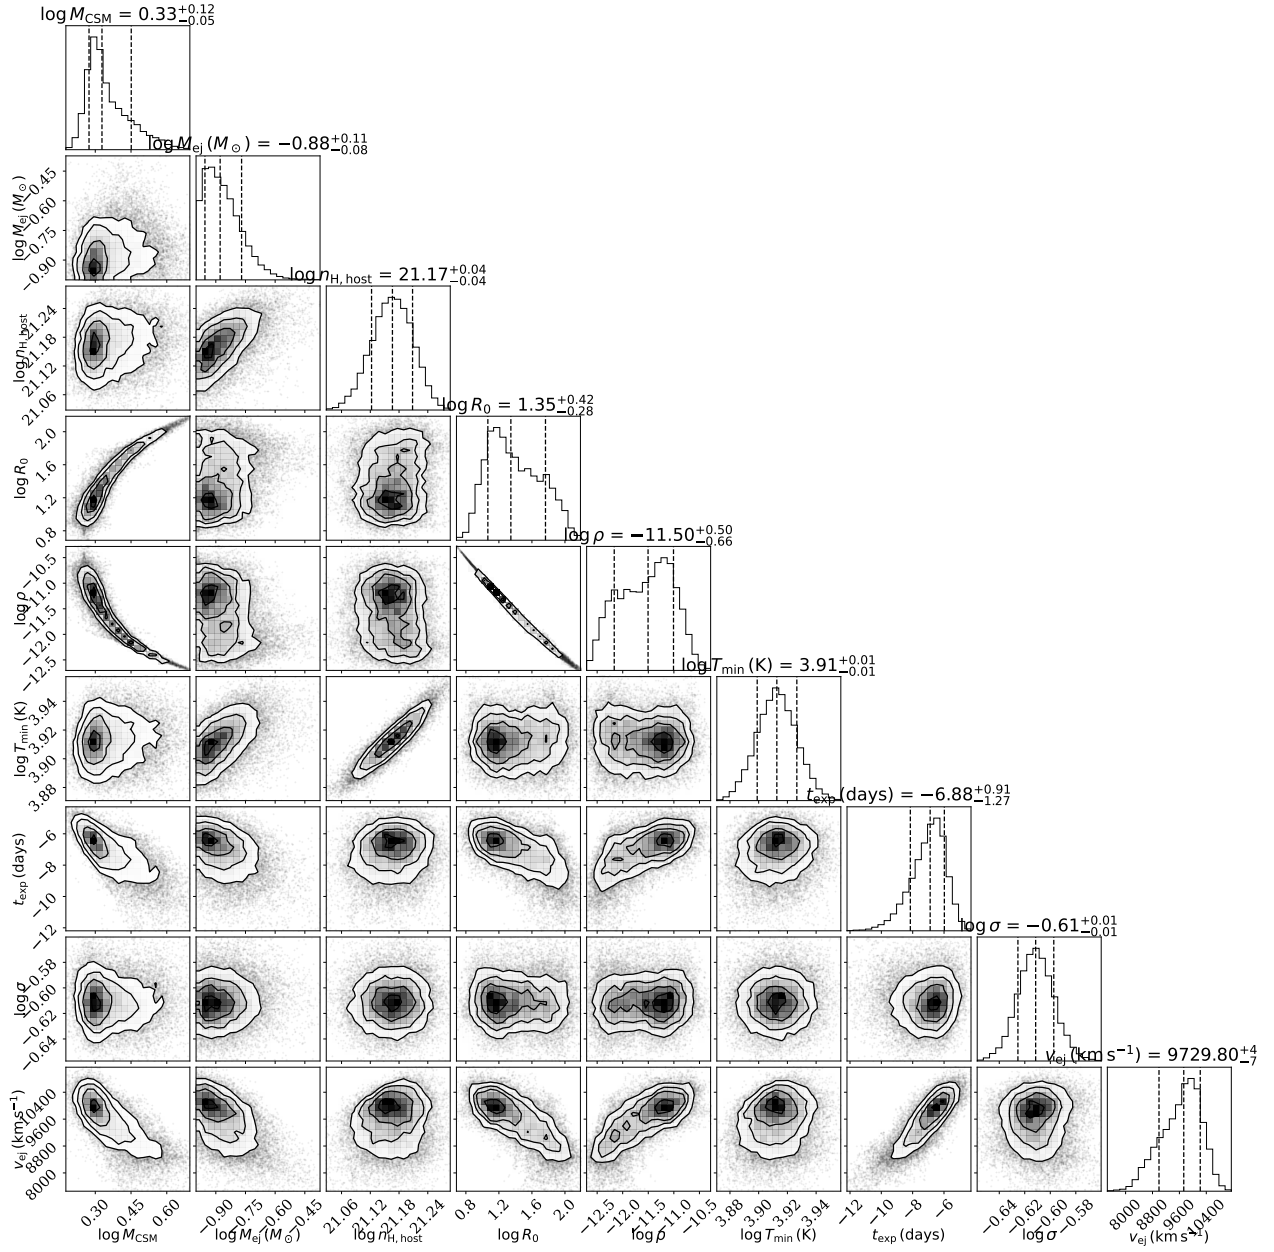 log M_CSM = 0.33^{+0.12}_{-0.05}
log M_ej (M_⊙) = −0.88^{+0.11}_{-0.08}
log M_ej (M_⊙)
−0.45
−0.60
−0.75
−0.90
log n_H, host = 21.17^{+0.04}_{-0.04}
log n_H, host
21.24
21.18
21.12
21.06
log R_0 = 1.35^{+0.42}_{-0.28}
log R_0
2.0
1.6
1.2
0.8
log ρ = −11.50^{+0.50}_{-0.66}
log ρ
−10.5
−11.0
−11.5
−12.0
−12.5
log T_min (K) = 3.91^{+0.01}_{-0.01}
log T_min (K)
3.94
3.92
3.90
3.88
t_exp (days) = −6.88^{+0.91}_{-1.27}
t_exp (days)
−6
−8
−10
−12
log σ = −0.61^{+0.01}_{-0.01}
log σ
−0.58
−0.60
−0.62
−0.64
v_ej (km s^{−1}) = 9729.80^{+4}_{-7}
v_ej (km s^{−1})
10400
9600
8800
8000
0.30 0.45 0.60
−0.90 −0.75 −0.60 −0.45
21.06 21.12 21.18 21.24
0.8 1.2 1.6 2.0
−12.5 −12.0 −11.5 −11.0 −10.5
3.88 3.90 3.92 3.94
−12 −10 −8 −6
−0.64 −0.62 −0.60 −0.58
8000 8800 9600 10400
log M_CSM
log M_ej (M_⊙)
log n_H, host
log R_0
log ρ
log T_min (K)
t_exp (days)
log σ
v_ej (km s^{−1})